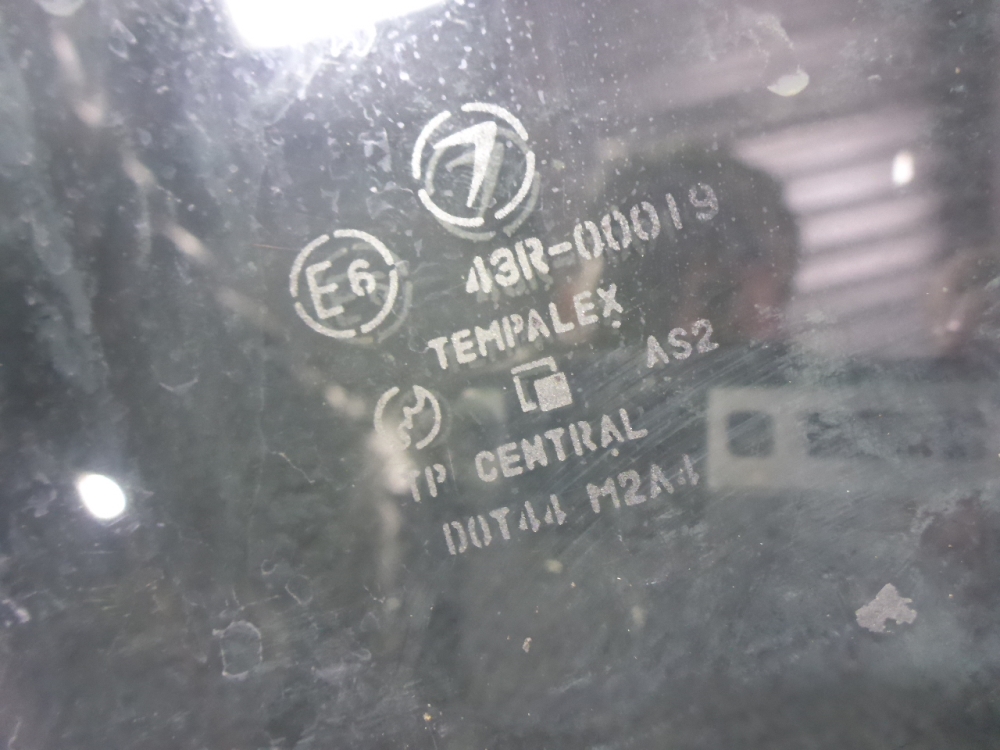 7
E6 43R-00019
TEMPALEX
AS2
TP CENTRAL
DOT44 M2A4